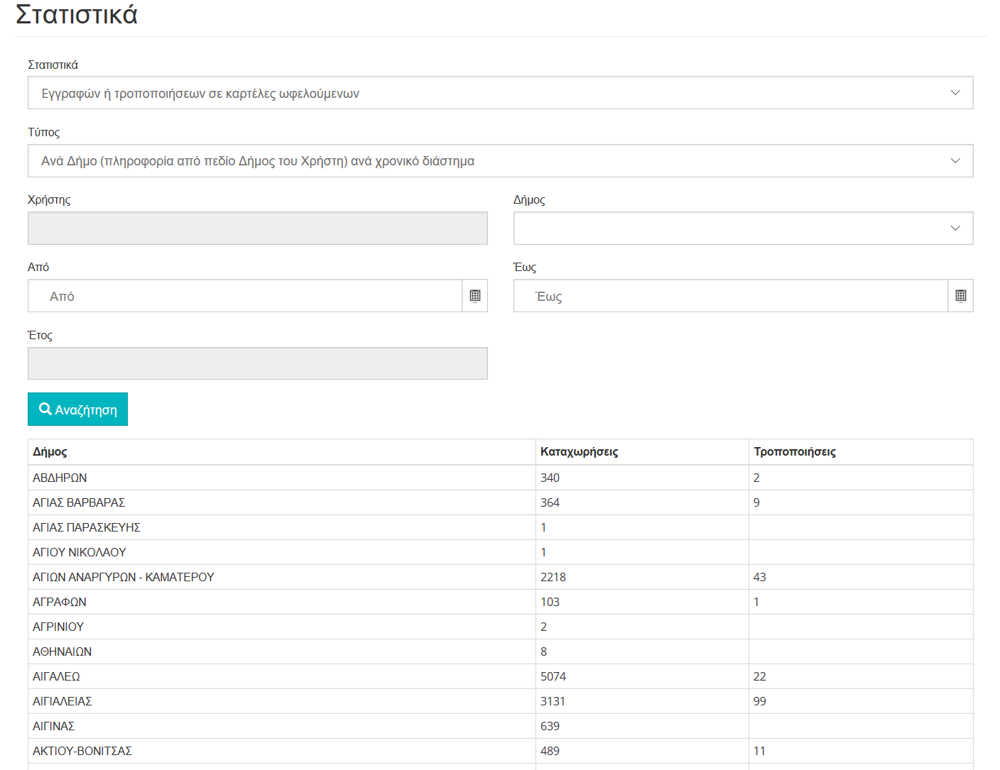 Στατιστικά
Στατιστικά
Εγγραφών ή τροποποιήσεων σε καρτέλες ωφελούμενων
Τύπος
Ανά Δήμο (πληροφορία από πεδίο Δήμος του Χρήστη) ανά χρονικό διάστημα
Χρήστης Δήμος
Από Έως
Από Έως
Έτος
Αναζήτηση
Δήμος Καταχωρήσεις Τροποποιήσεις
ΑΒΔΗΡΩΝ 340 2
ΑΓΙΑΣ ΒΑΡΒΑΡΑΣ 364 9
ΑΓΙΑΣ ΠΑΡΑΣΚΕΥΗΣ 1
ΑΓΙΟΥ ΝΙΚΟΛΑΟΥ 1
ΑΓΙΩΝ ΑΝΑΡΓΥΡΩΝ - ΚΑΜΑΤΕΡΟΥ 2218 43
ΑΓΡΑΦΩΝ 103 1
ΑΓΡΙΝΙΟΥ 2
ΑΘΗΝΑΙΩΝ 8
ΑΙΓΑΛΕΩ 5074 22
ΑΙΓΙΑΛΕΙΑΣ 3131 99
ΑΙΓΙΝΑΣ 639
ΑΚΤΙΟΥ-ΒΟΝΙΤΣΑΣ 489 11